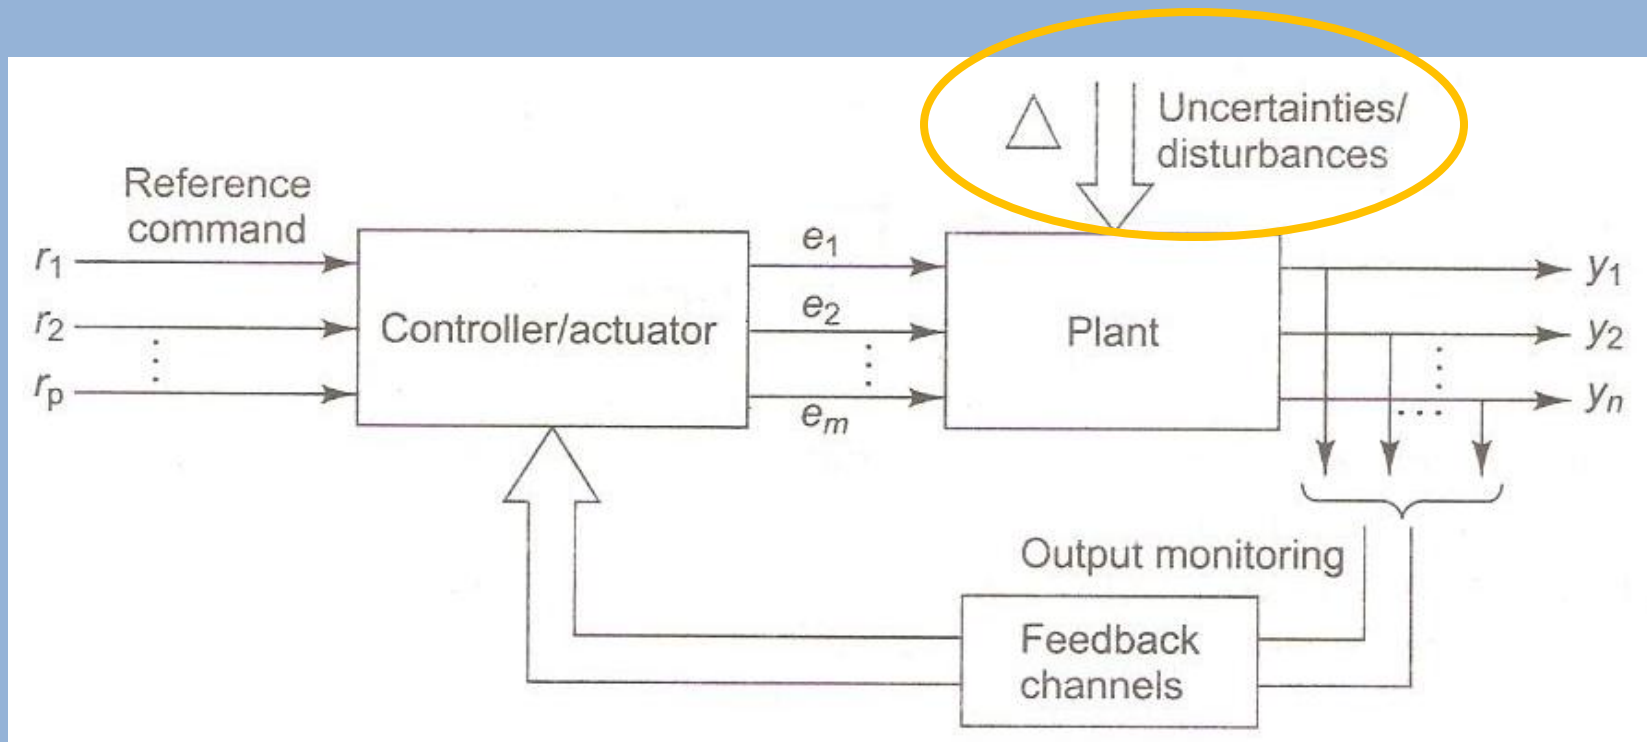 △
Uncertainties/
disturbances
Reference
command
r1
r2
⋮
rp
Controller/actuator
e1
e2
⋮
em
Plant
y1
y2
⋮
yn
...
Output monitoring
Feedback
channels